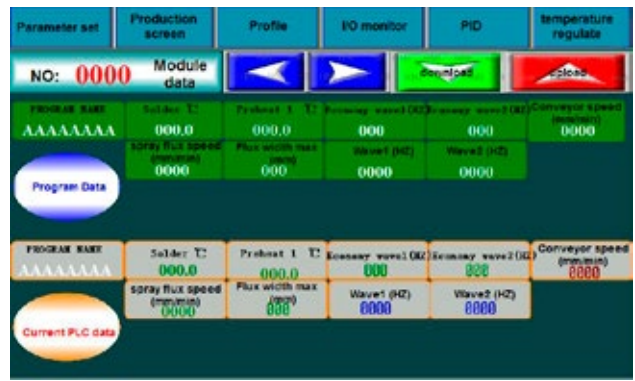 Parameter set
Production
screen
Profile
I/O monitor
PID
temperature
regulate
NO: 0000
Module
data
download
upload
PROGRAM NAME
AAAAAAAA
Solder ℃
000.0
Preheat 1 ℃
000.0
Economy wave1(HZ)
000
Economy wave2(HZ)
000
Conveyor speed
(mm/min)
0000
spray flux speed
(mm/min)
0000
Flux width max
(mm)
000
Wave1 (HZ)
0000
Wave2 (HZ)
0000
Program Data
PROGRAM NAME
AAAAAAAA
Solder ℃
000.0
Preheat 1 ℃
000.0
Economy wave1(HZ)
000
Economy wave2(HZ)
000
Conveyor speed
(mm/min)
0000
spray flux speed
(mm/min)
0000
Flux width max
(mm)
000
Wave1 (HZ)
0000
Wave2 (HZ)
0000
Current PLC data